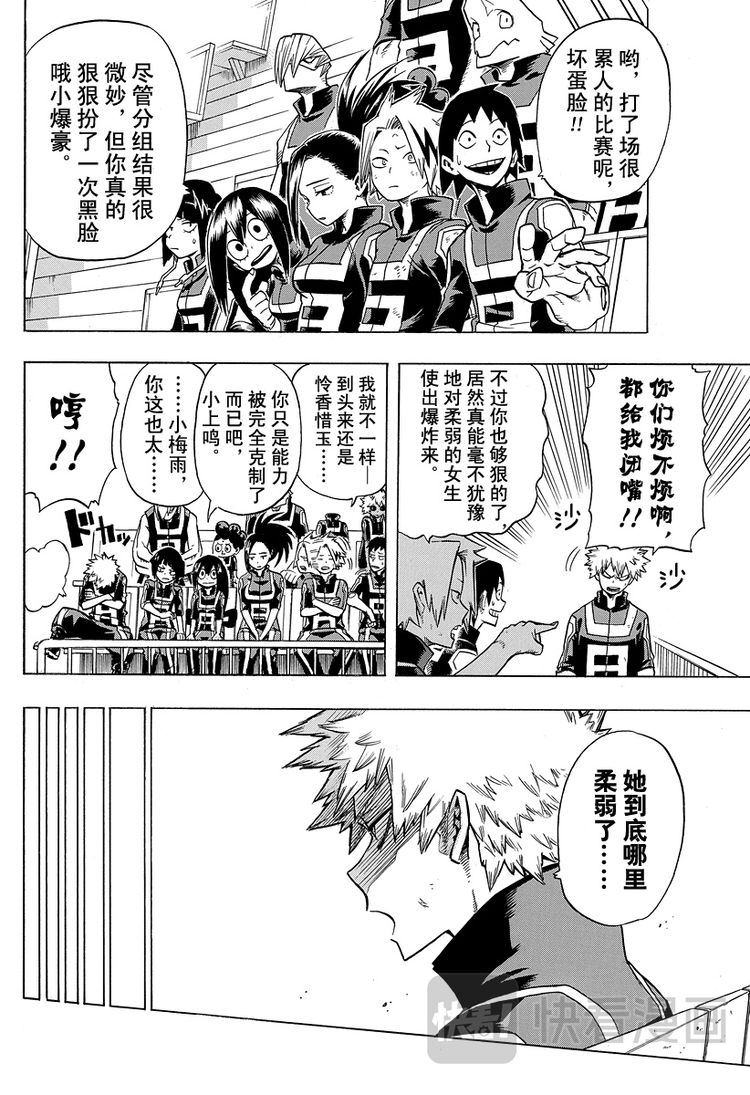 哟，打了场很
累人的比赛呢，
坏蛋脸!!
尽管分组结果很
微妙，但你真的
狠狠扮了一次黑脸
哦小爆豪。
你们烦不烦啊，
都给我闭嘴!!
沙
沙
不过你也够狠的了，
居然真能毫不犹豫
地对柔弱的女生
使出爆炸来。
我就不一样—
到头来还是
怜香惜玉……
你只是能力
被完全克制了
而已吧，
小上鸣。
……小梅雨，
你这也太……
哼!!
ドカッ
她到底哪里
柔弱了……
快看漫画